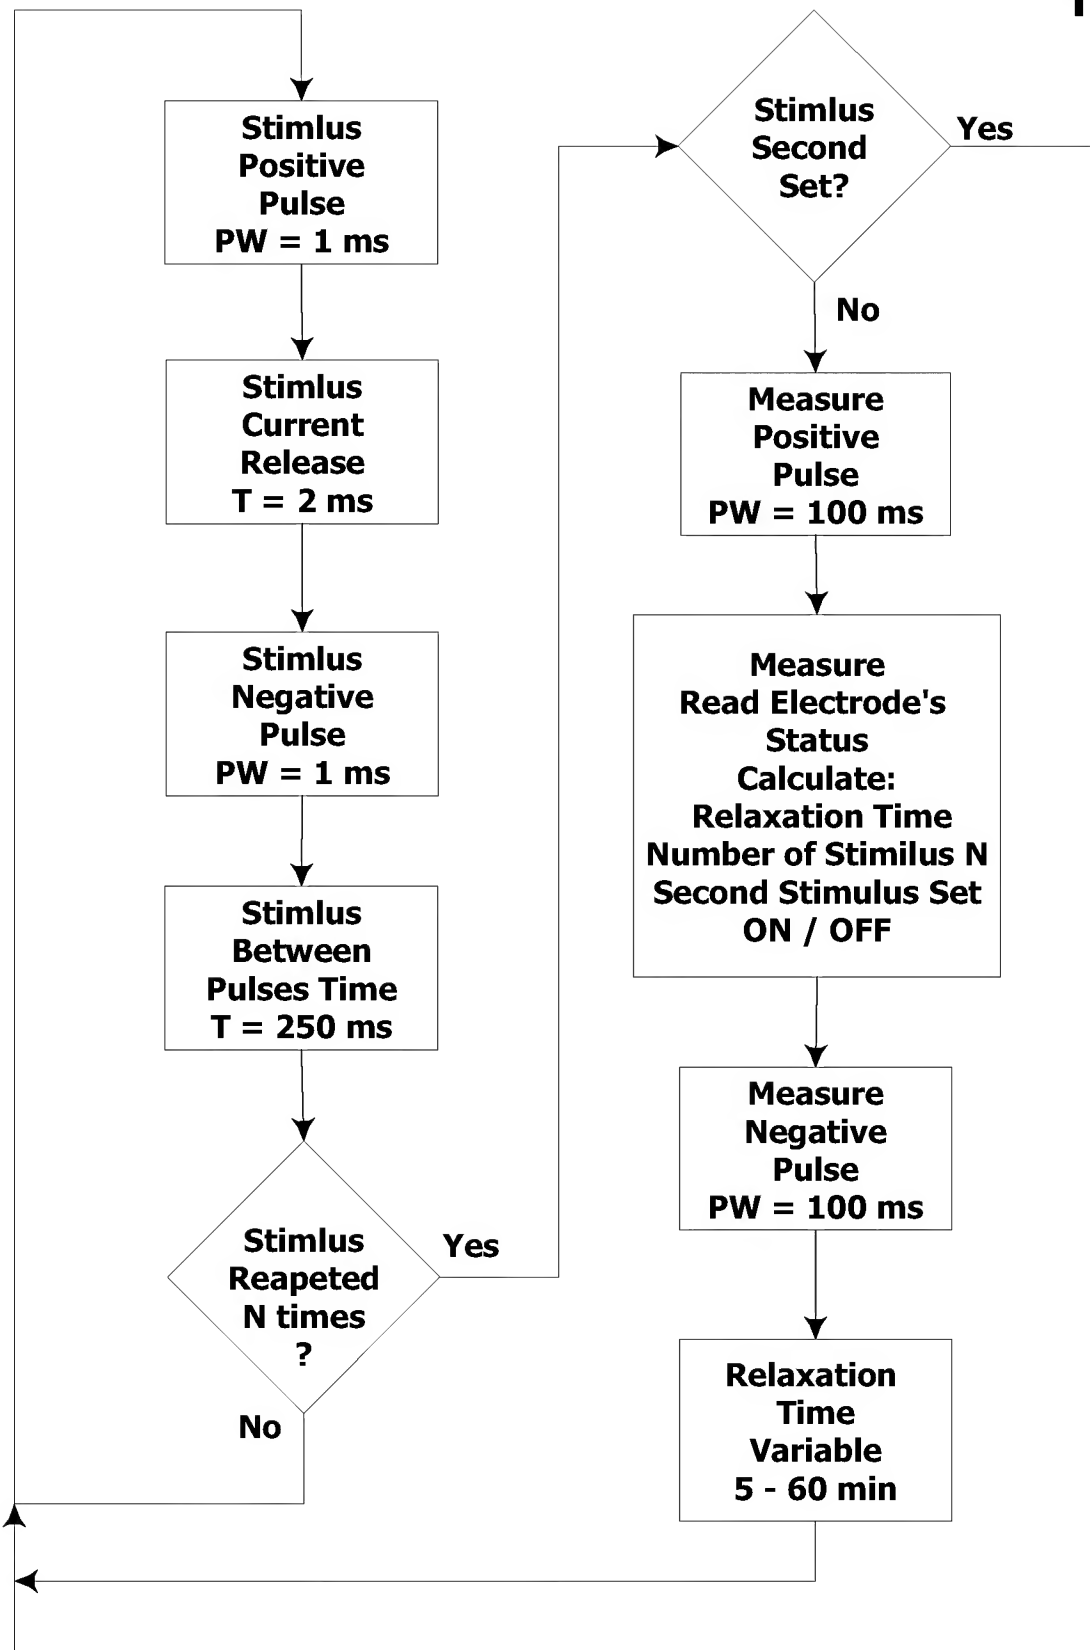 Stimlus
Positive
Pulse
PW = 1 ms
Stimlus
Current
Release
T = 2 ms
Stimlus
Negative
Pulse
PW = 1 ms
Stimlus
Between
Pulses Time
T = 250 ms
Stimlus
Reapeted
N times
?
Yes
No
Stimlus
Second
Set?
Yes
No
Measure
Positive
Pulse
PW = 100 ms
Measure
Read Electrode's
Status
Calculate:
Relaxation Time
Number of Stimilus N
Second Stimulus Set
ON / OFF
Measure
Negative
Pulse
PW = 100 ms
Relaxation
Time
Variable
5 - 60 min